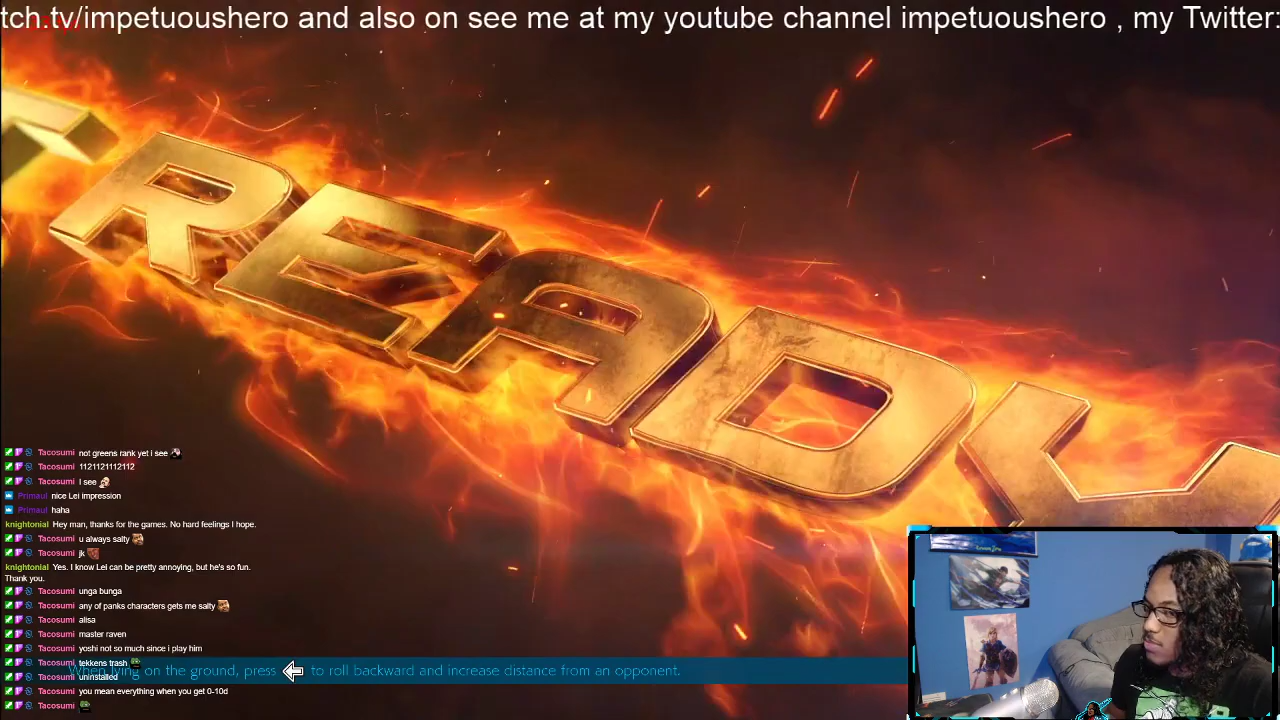 tch.tv/impetuoushero and also on see me at my youtube channel impetuoushero , my Twitter:
READY
Tacosumi not greens rank yet i see
Tacosumi 1121121112112
Tacosumi I see
Primaul nice Lei impression
Primaul haha
knightonial Hey man, thanks for the games. No hard feelings I hope.
Tacosumi u always salty
Tacosumi jk
knightonial Yes. I know Lei can be pretty annoying, but he's so fun.
Thank you.
Tacosumi unga bunga
Tacosumi any of panks characters gets me salty
Tacosumi alisa
Tacosumi master raven
Tacosumi yoshi not so much since i play him
Tacosumi tekkens trash
When lying on the ground, press to roll backward and increase distance from an opponent.
Tacosumi uninstalled
Tacosumi you mean everything when you get 0-10d
Tacosumi